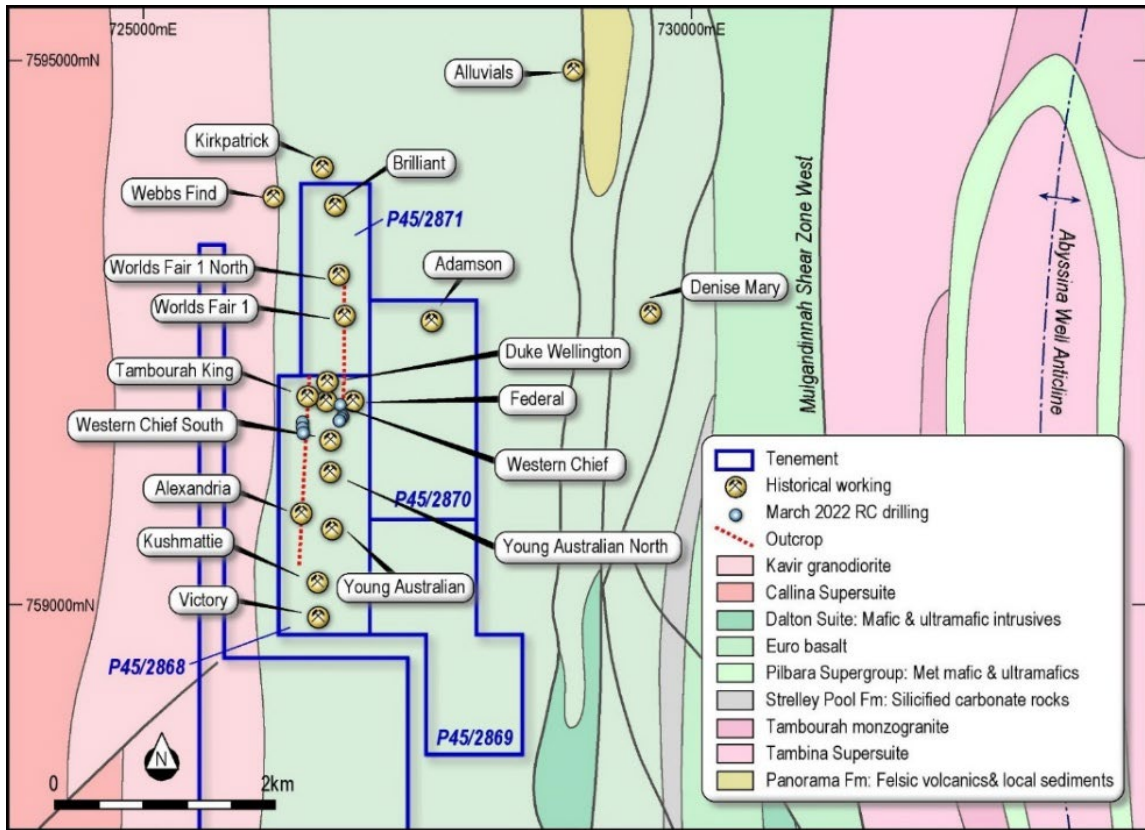 725000mE
730000mE
7595000mN
Alluvials
Kirkpatrick
Brilliant
Webbs Find
P45/2871
Worlds Fair 1 North
Adamson
Denise Mary
Worlds Fair 1
Duke Wellington
Tambourah King
Federal
Western Chief South
Western Chief
Alexandria
P45/2870
Kushmattie
Young Australian North
Young Australian
Victory
759000mN
P45/2868
P45/2869
Mulgandinnah Shear Zone West
Abyssina Well Anticline
N
0 2km
Tenement
Historical working
March 2022 RC drilling
Outcrop
Kavir granodiorite
Callina Supersuite
Dalton Suite: Mafic & ultramafic intrusives
Euro basalt
Pilbara Supergroup: Met mafic & ultramafics
Strelley Pool Fm: Silicified carbonate rocks
Tambourah monzogranite
Tambina Supersuite
Panorama Fm: Felsic volcanics& local sediments